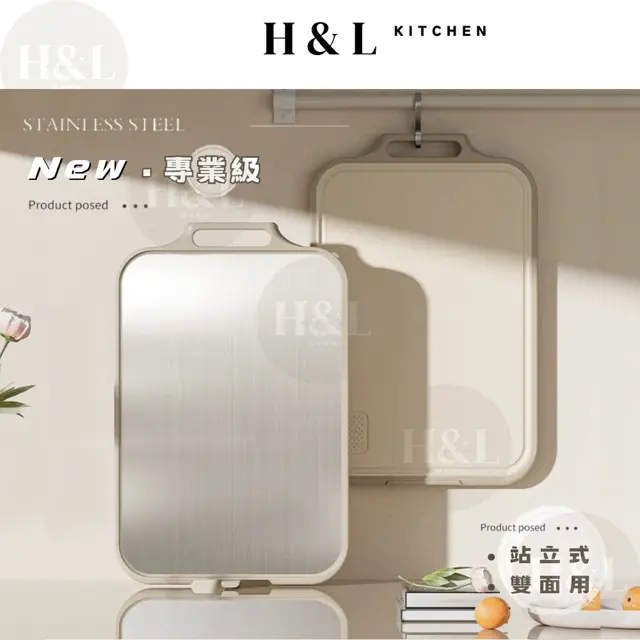 H & L KITCHEN
H&L
STAINLESS STEEL
New . 專業級
Product posed
H&L
H&L
H&L
Product posed
• 站立式
• 雙面用